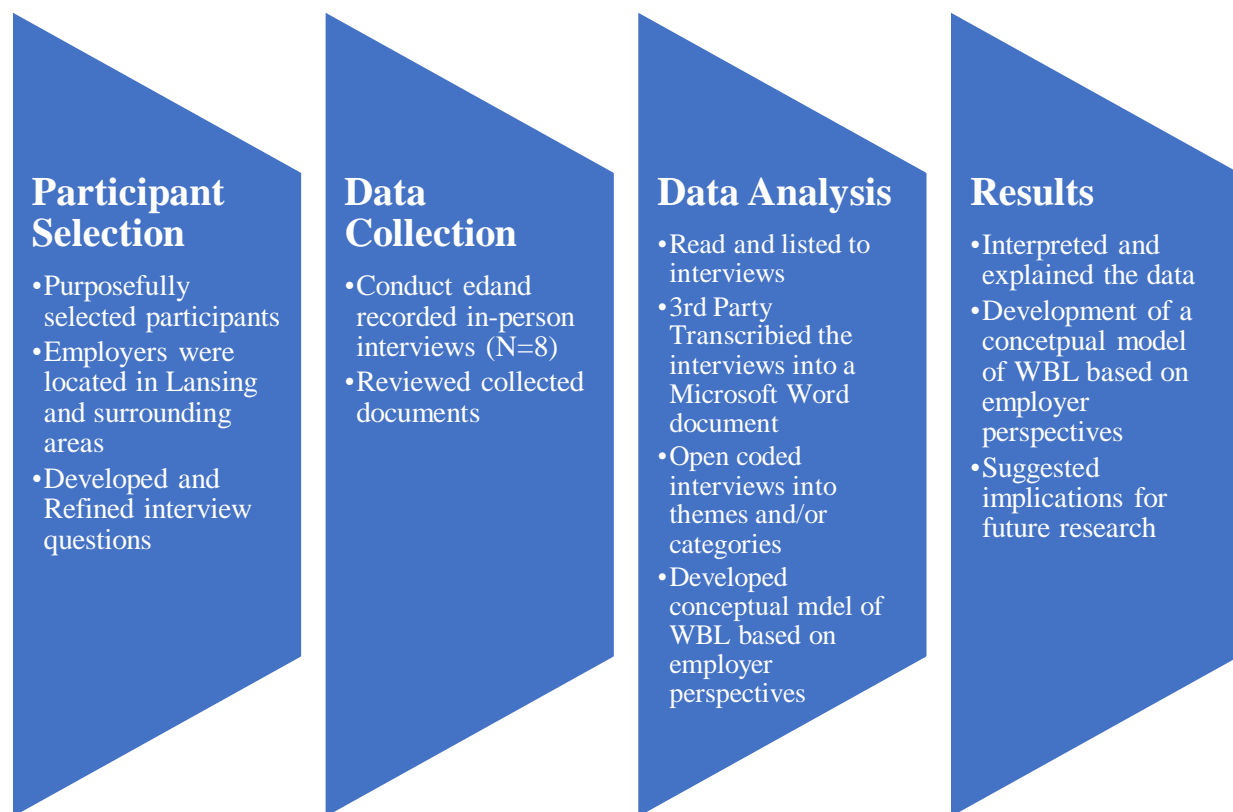 Participant
Selection
•Purposefully
selected participants
•Employers were
located in Lansing
and surrounding
areas
•Developed and
Refined interview
questions
Data
Collection
•Conduct edand
recorded in-person
interviews (N=8)
•Reviewed collected
documents
Data Analysis
•Read and listed to
interviews
•3rd Party
Transcribied the
interviews into a
Microsoft Word
document
•Open coded
interviews into
themes and/or
categories
•Developed
conceptual mdel of
WBL based on
employer
perspectives
Results
•Interpreted and
explained the data
•Development of a
concetpual model
of WBL based on
employer
perspectives
•Suggested
implications for
future research